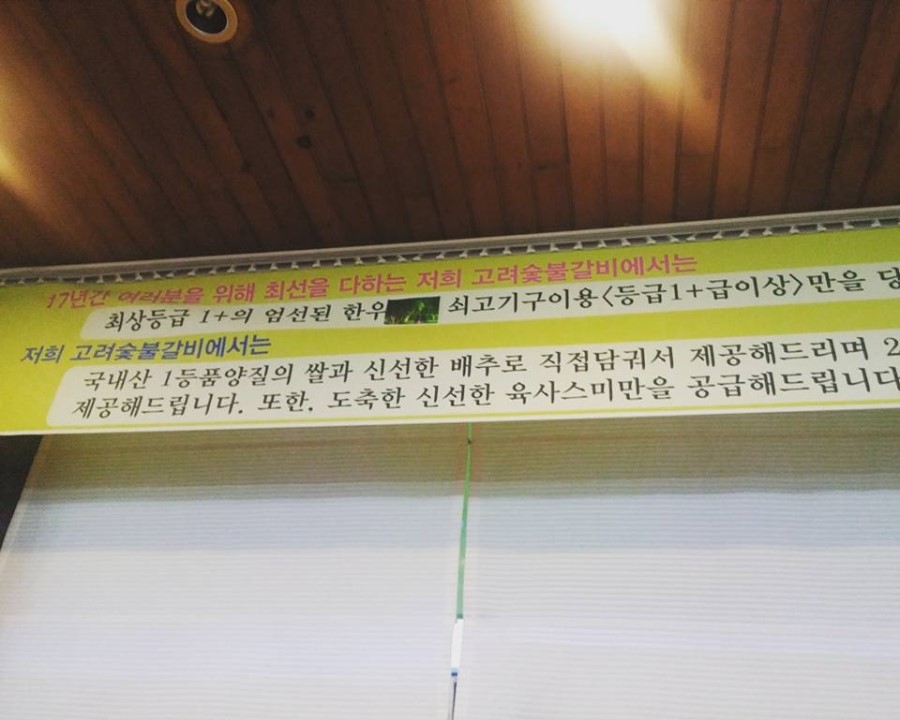 17년간 여러분을 위해 최선을 다하는 저희 고려숯불갈비에서는
최상등급 1+의 엄선된 한우 쇠고기구이용<등급1+급이상>만을 당
저희 고려숯불갈비에서는
국내산 1등품양질의 쌀과 신선한 배추로 직접담궈서 제공해드리며 2
제공해드립니다. 또한, 도축한 신선한 육사스미만을 공급해드립니다